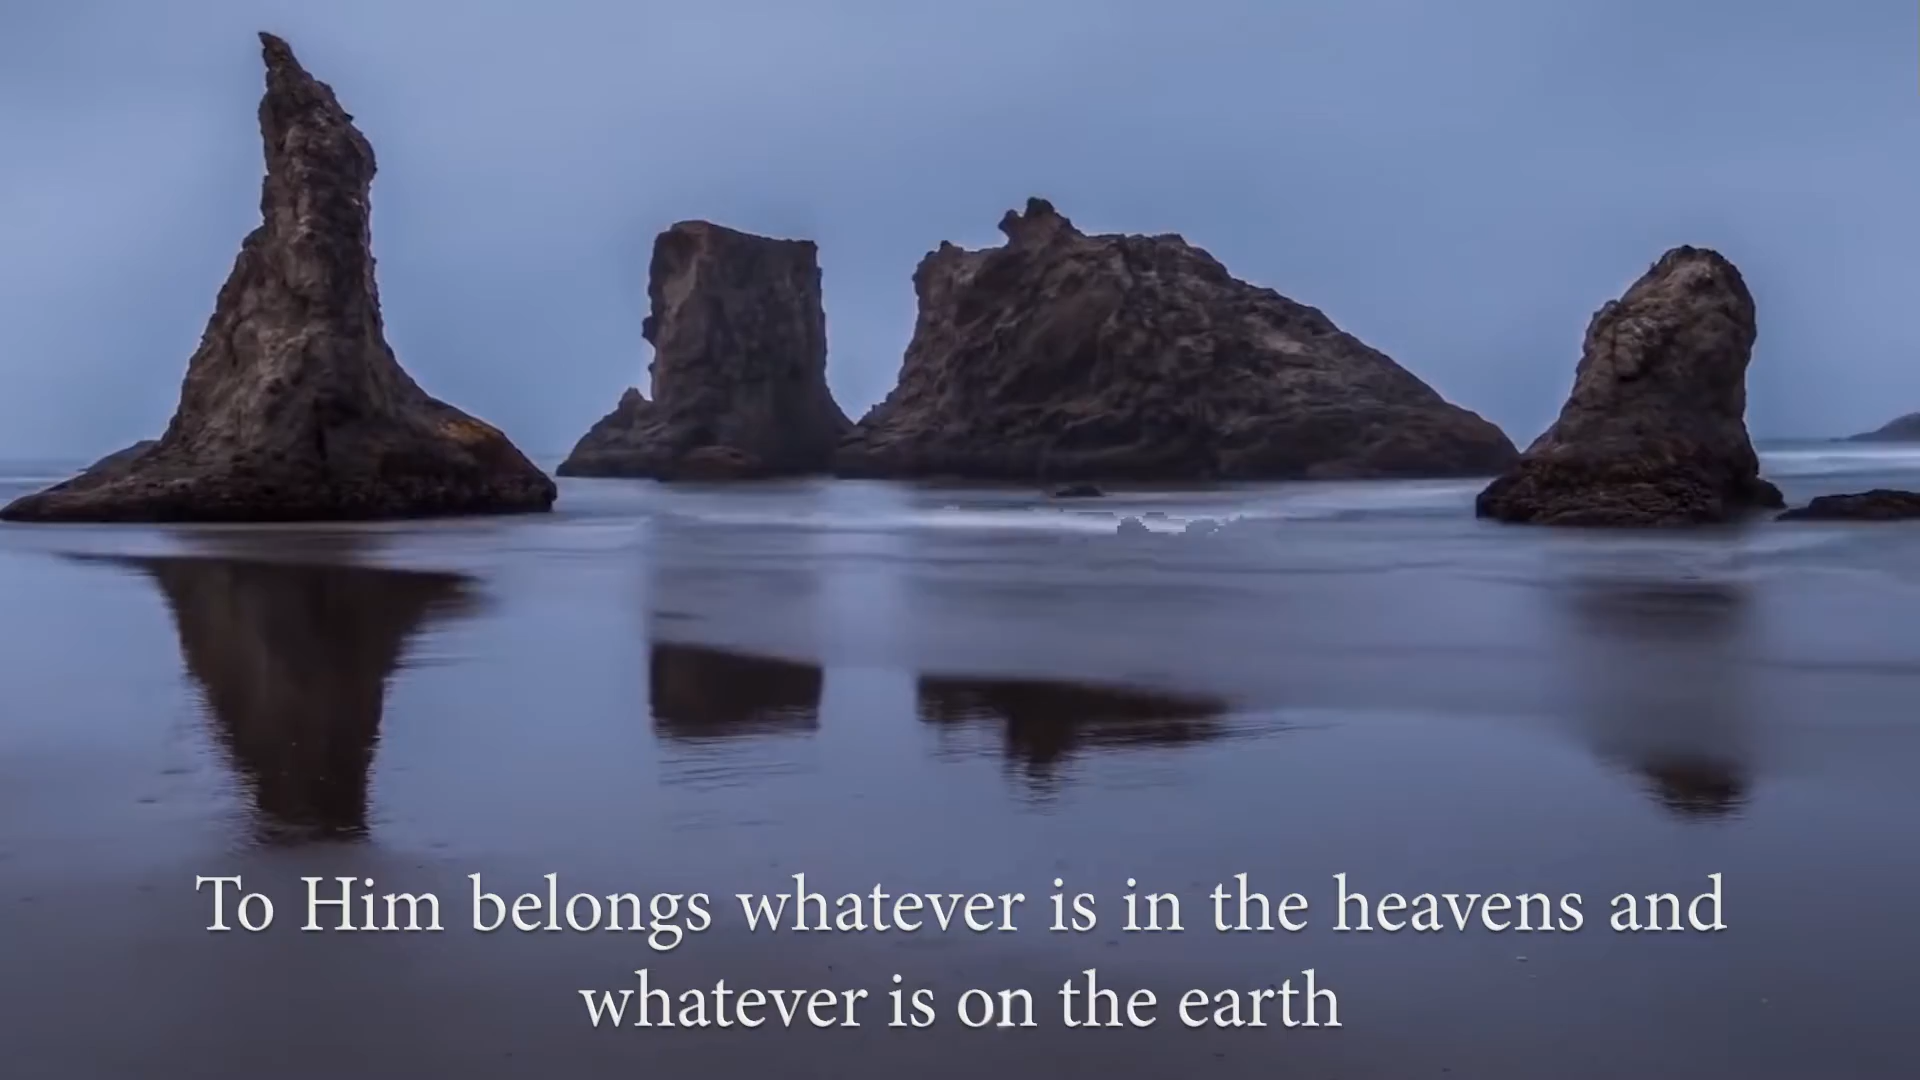 To Him belongs whatever is in the heavens and
whatever is on the earth